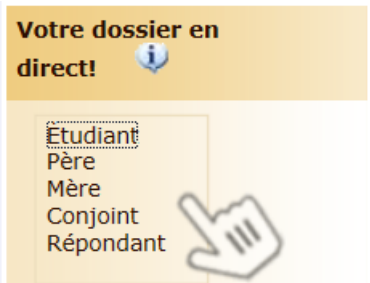 Votre dossier en
direct!
Etudiant
Père
Mère
Conjoint
Répondant